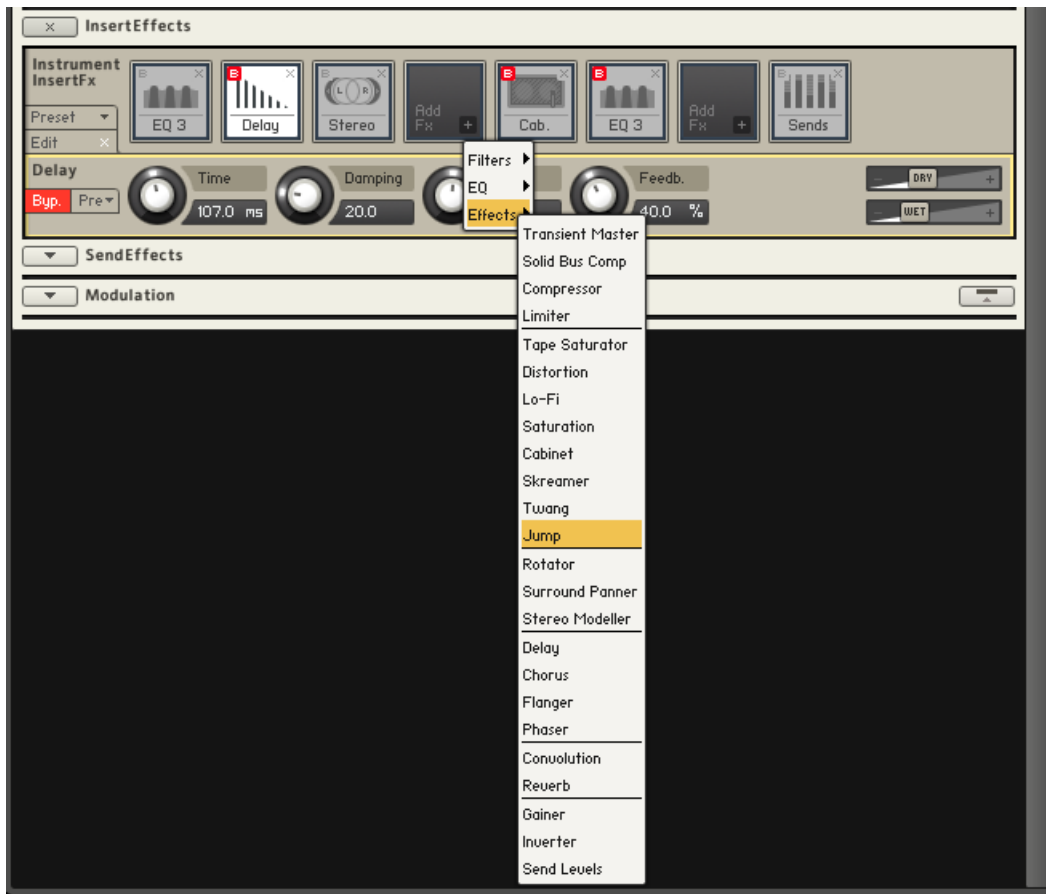 × InsertEffects
Instrument
InsertFx
Preset
Edit ×
B × EQ 3
B × Delay
B × Stereo
L R
Add
Fx +
B × Cab.
B × EQ 3
Add
Fx +
B × Sends
Delay
Byp. Pre
Time
107.0 ms
Damping
20.0
Feedb.
40.0 %
- DRY +
- WET +
Filters
EQ
Effects
SendEffects
Modulation
Transient Master
Solid Bus Comp
Compressor
Limiter
Tape Saturator
Distortion
Lo-Fi
Saturation
Cabinet
Skreamer
Twang
Jump
Rotator
Surround Panner
Stereo Modeller
Delay
Chorus
Flanger
Phaser
Convolution
Reverb
Gainer
Inverter
Send Levels